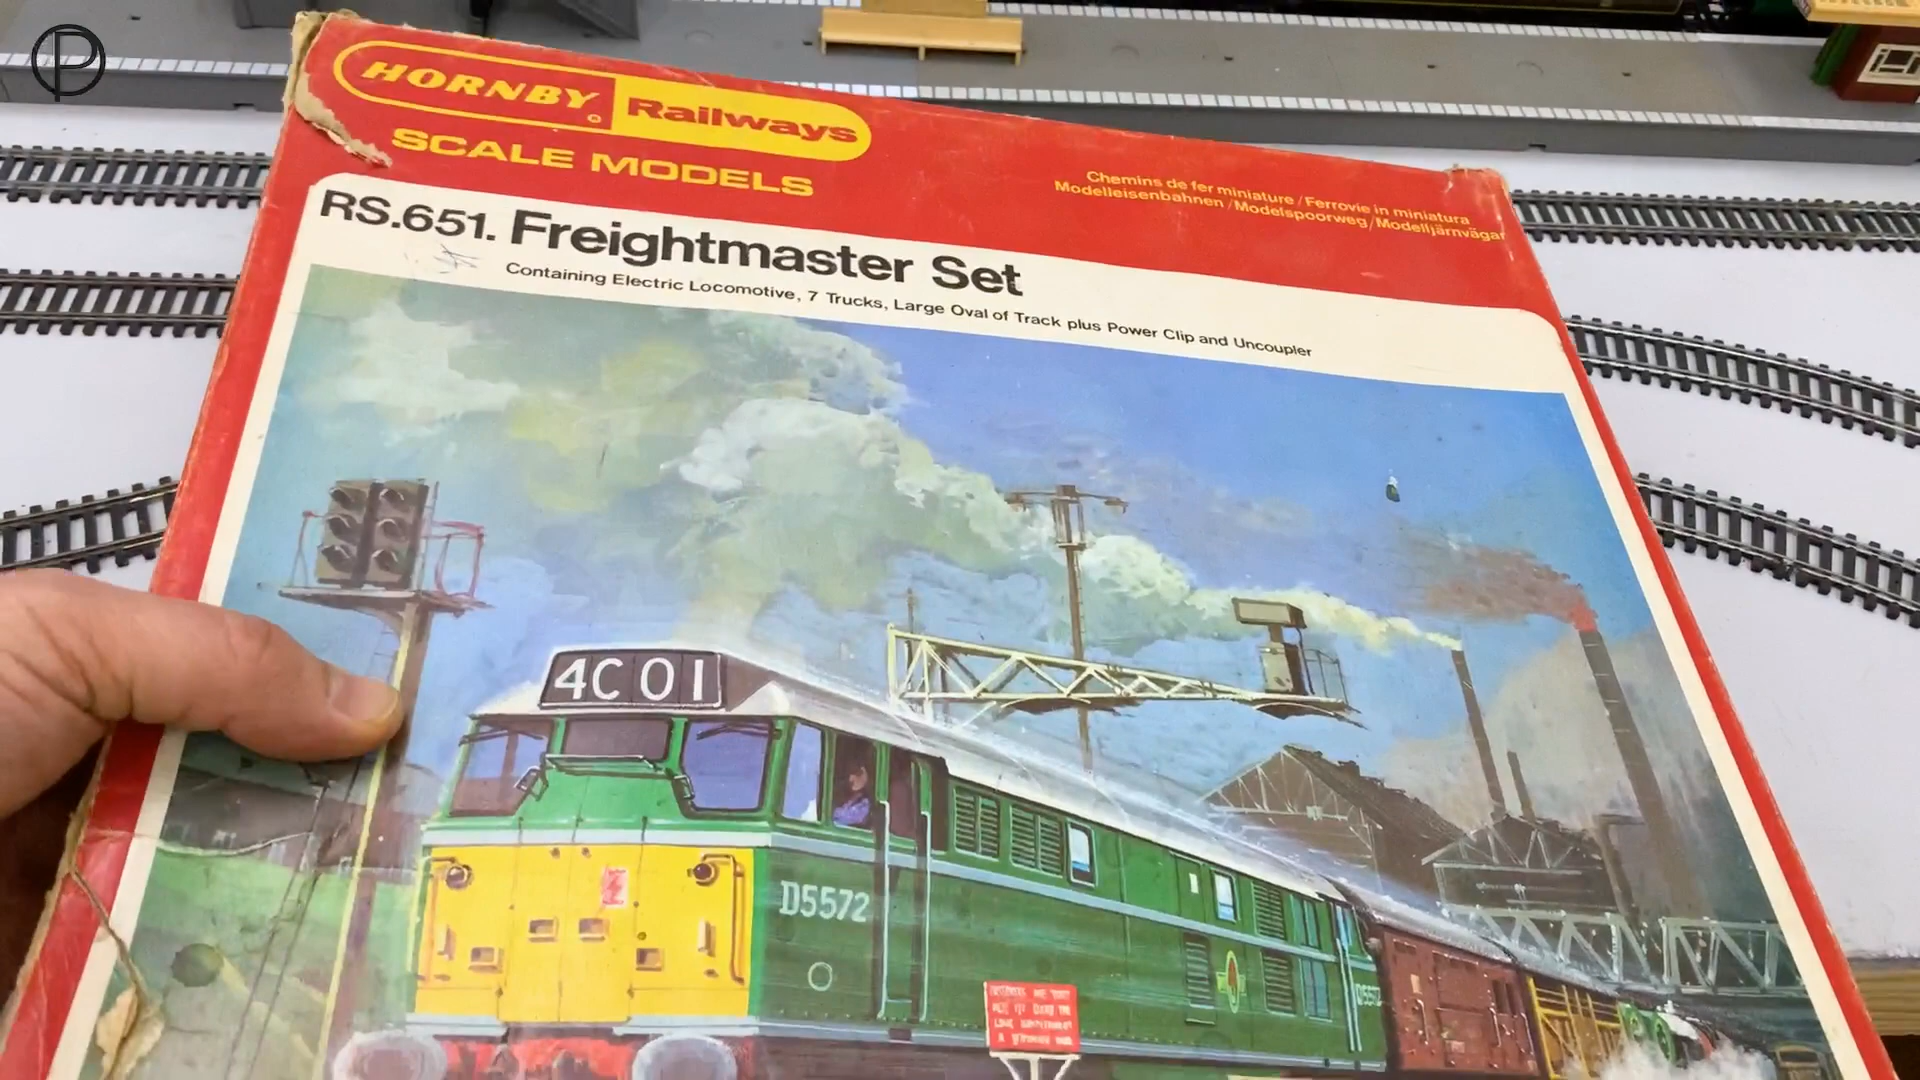 HORNBY Railways
SCALE MODELS
Chemins de fer miniature / Ferrovie in miniatura
Modelleisenbahnen / Modelspoorweg / Modelljärnvägar
RS.651. Freightmaster Set
Containing Electric Locomotive, 7 Trucks, Large Oval of Track plus Power Clip and Uncoupler
4C01
D5572
D5572